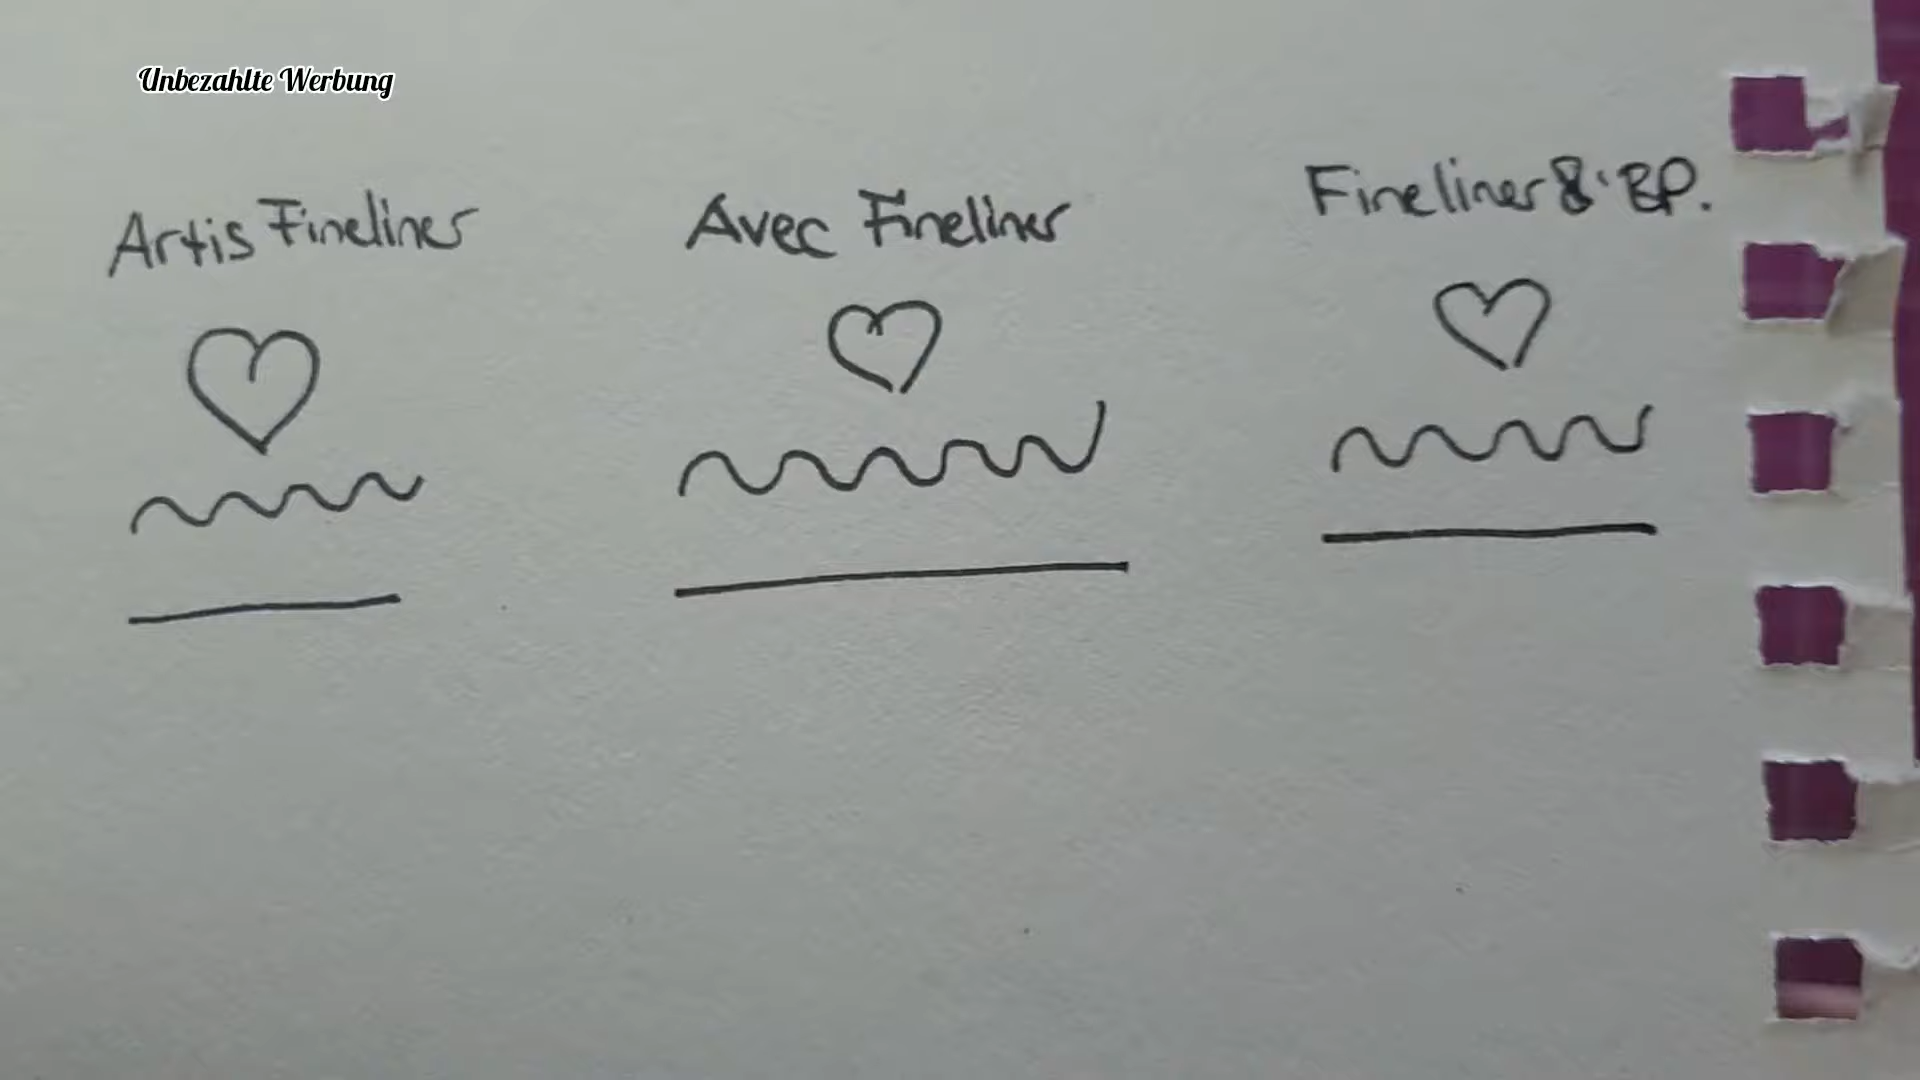 Unbezahlte Werbung
Artis Fineliner
Avec Fineliner
Fineliner 8. BP.